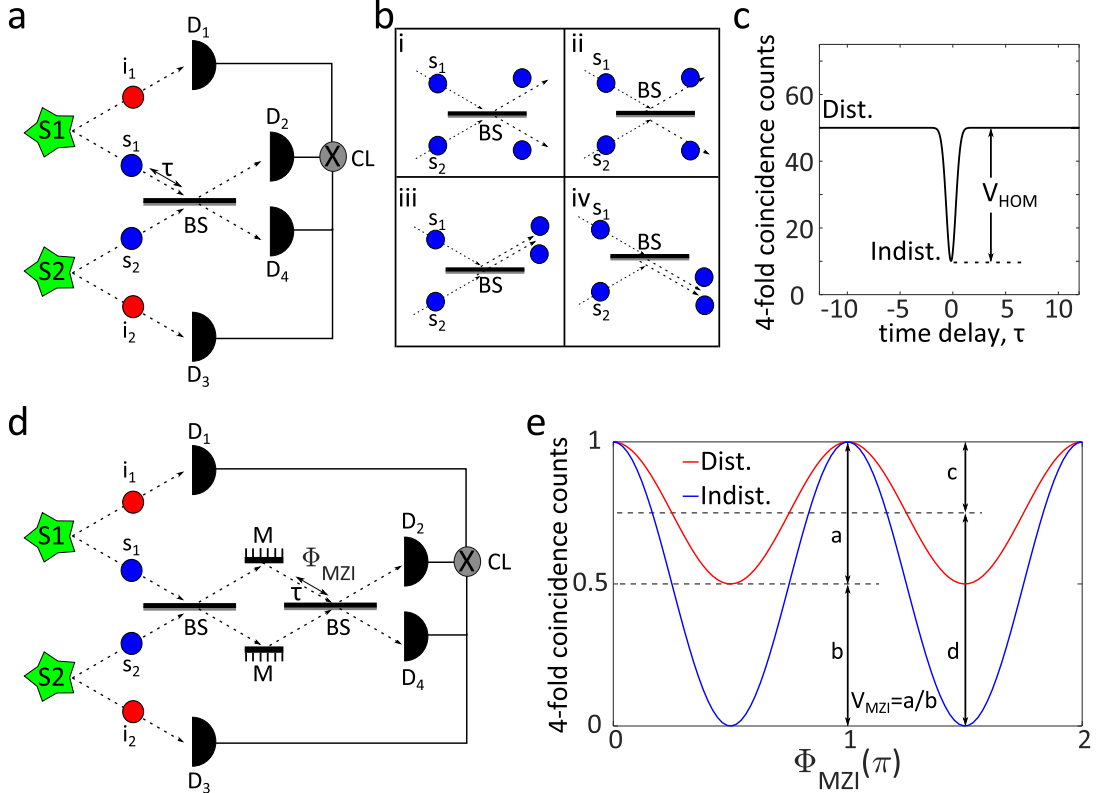 a
D1
i1
S1
s1
τ
D2
CL
BS
S2
s2
D4
i2
D3
b
i
s1
BS
s2
ii
s1
BS
s2
iii
s1
BS
s2
iv
s1
BS
s2
c
4-fold coincidence counts
60
40
20
0
Dist.
VHOM
Indist.
-10
-5
0
5
10
time delay, τ
d
D1
i1
S1
s1
M
ΦMZI
τ
D2
CL
BS
BS
S2
s2
M
D4
i2
D3
e
4-fold coincidence counts
1
0.5
0
Dist.
Indist.
a
b
c
d
VMZI=a/b
0
1
2
ΦMZI(π)